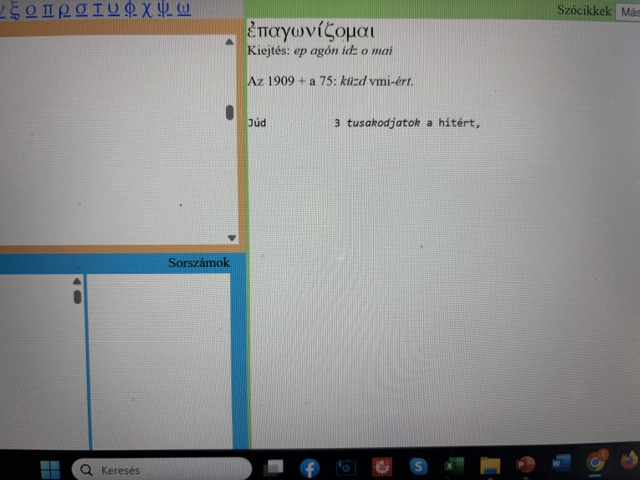 ξ ο π ρ σ τ υ φ χ ψ ω
Szócikkek
ἐπαγωνίζομαι
Kiejtés: ep agón idz o mai
Az 1909 + a 75: küzd vmi-ért.
Júd 3 tusakodjatok a hitért,
Sorszámok
Keresés